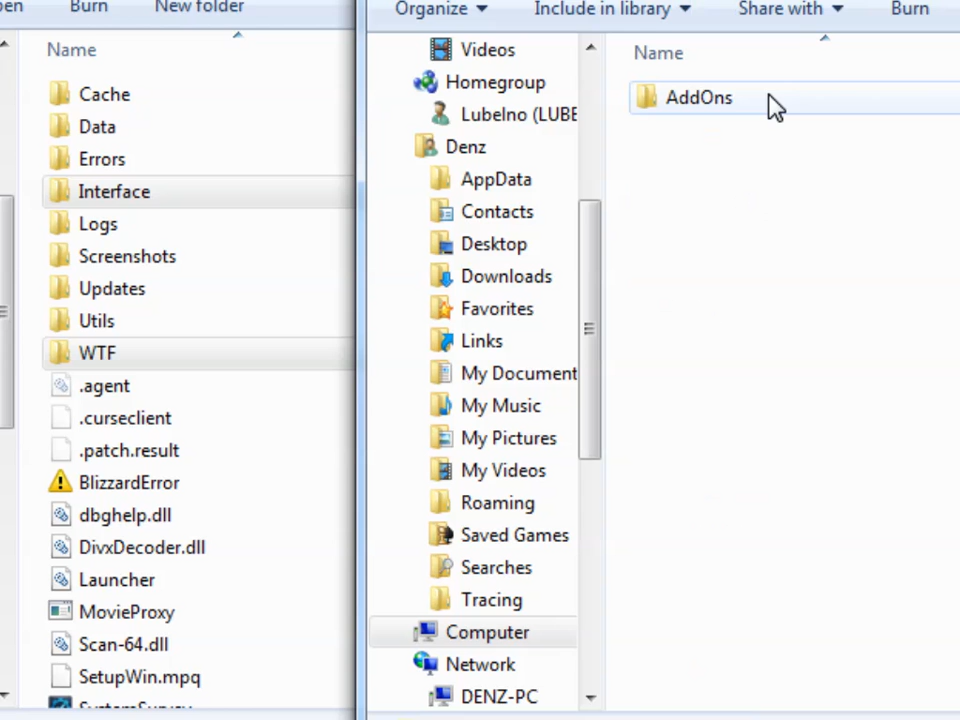 Burn New folder
Name
Cache
Data
Errors
Interface
Logs
Screenshots
Updates
Utils
WTF
.agent
.curseclient
.patch.result
BlizzardError
dbghelp.dll
DivxDecoder.dll
Launcher
MovieProxy
Scan-64.dll
SetupWin.mpq
Organize Include in library Share with Burn
Videos
Homegroup
Lubelno (LUBE
Denz
AppData
Contacts
Desktop
Downloads
Favorites
Links
My Document
My Music
My Pictures
My Videos
Roaming
Saved Games
Searches
Tracing
Computer
Network
DENZ-PC
Name
AddOns